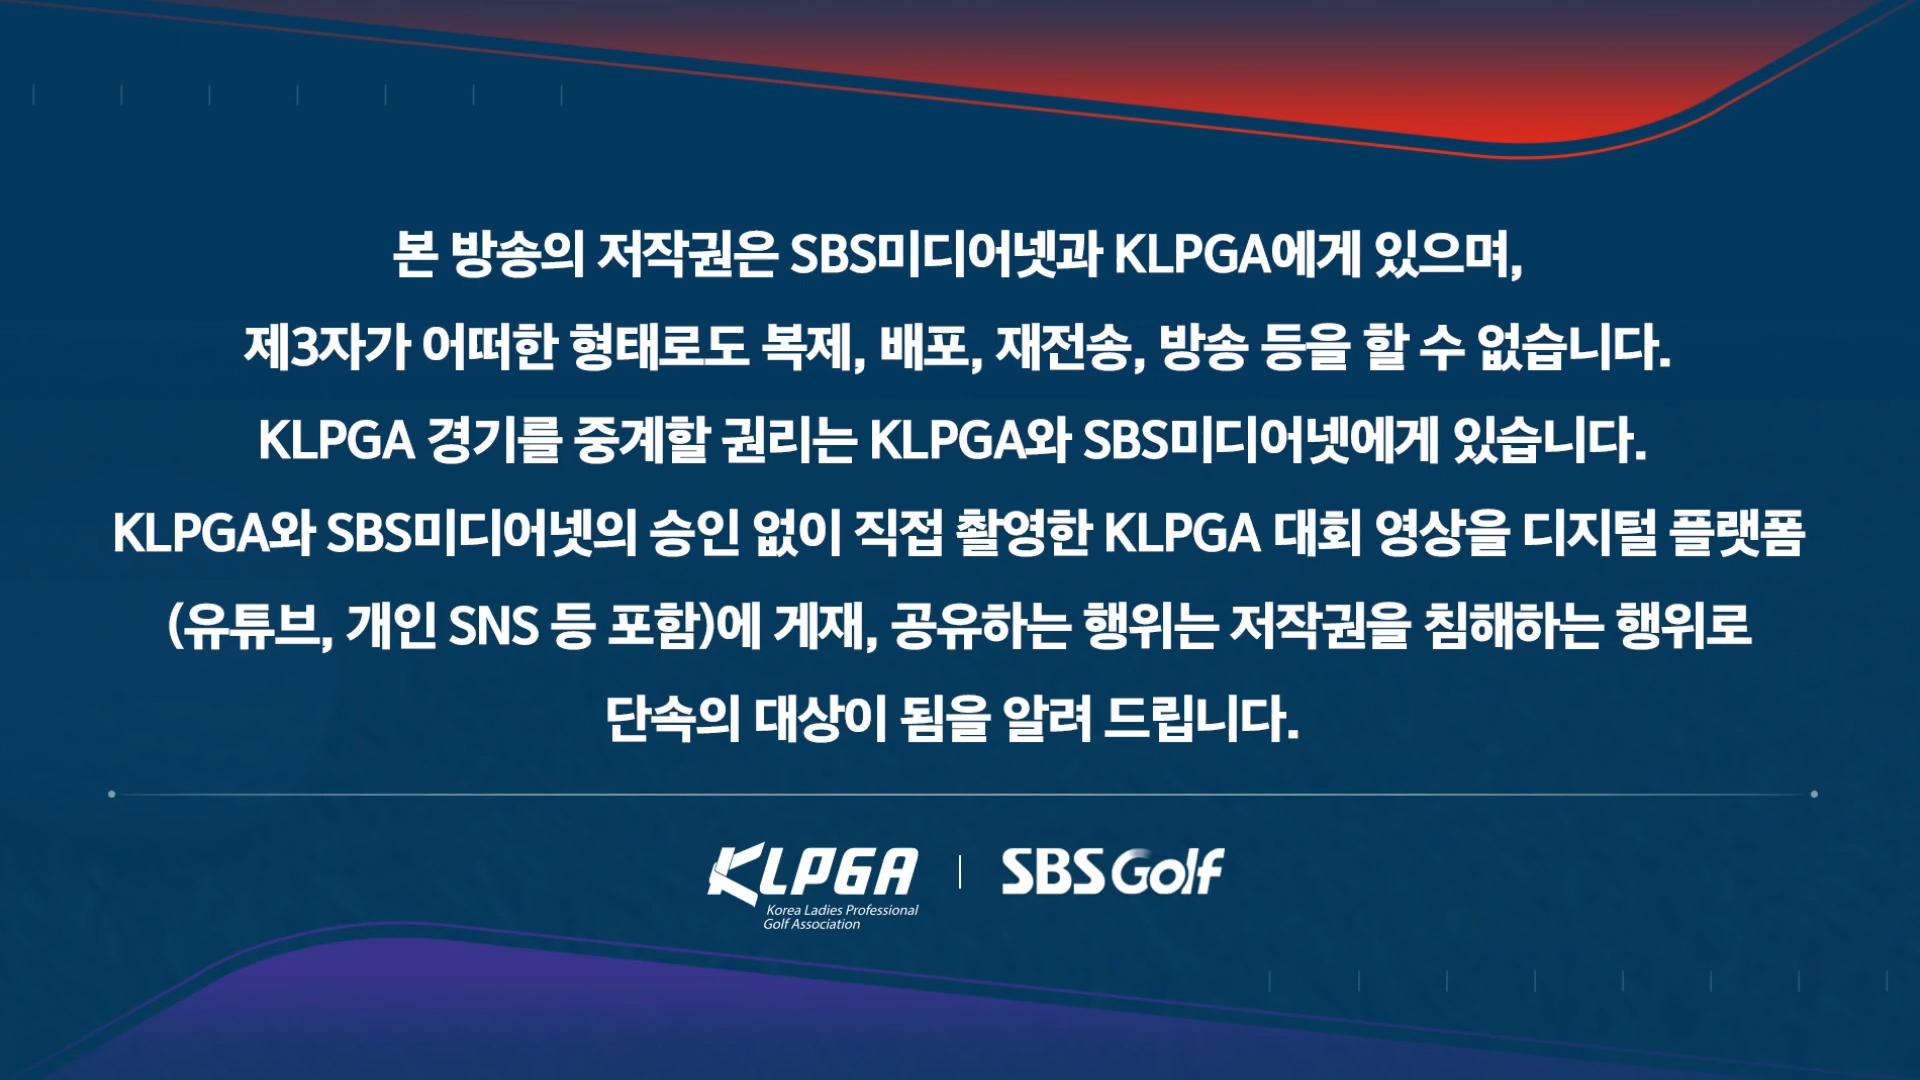 본 방송의 저작권은 SBS미디어넷과 KLPGA에게 있으며,
제3자가 어떠한 형태로도 복제, 배포, 재전송, 방송 등을 할 수 없습니다.
KLPGA 경기를 중계할 권리는 KLPGA와 SBS미디어넷에게 있습니다.
KLPGA와 SBS미디어넷의 승인 없이 직접 촬영한 KLPGA 대회 영상을 디지털 플랫폼
(유튜브, 개인 SNS 등 포함)에 게재, 공유하는 행위는 저작권을 침해하는 행위로
단속의 대상이 됨을 알려 드립니다.
KLPGA
Korea Ladies Professional
Golf Association
SBS Golf